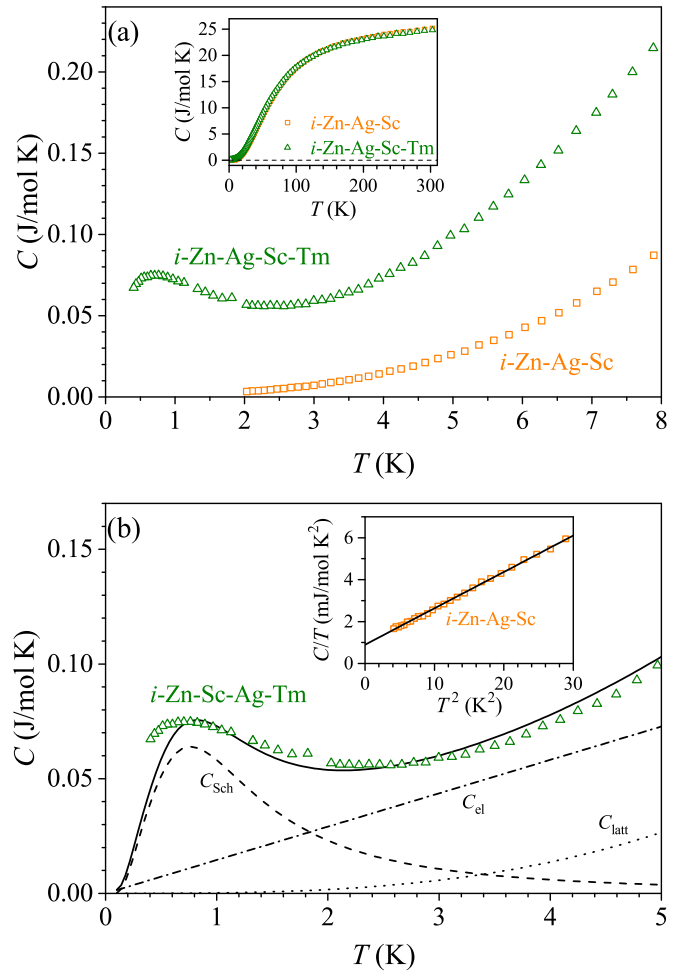 (a)
C (J/mol K)
0.20
0.15
0.10
0.05
0.00
0 1 2 3 4 5 6 7 8
T (K)
i-Zn-Ag-Sc-Tm
i-Zn-Ag-Sc
C (J/mol K)
25
20
15
10
5
0
0 100 200 300
T (K)
i-Zn-Ag-Sc
i-Zn-Ag-Sc-Tm
(b)
C (J/mol K)
0.15
0.10
0.05
0.00
0 1 2 3 4 5
T (K)
i-Zn-Sc-Ag-Tm
C_Sch
C_el
C_latt
C/T (mJ/mol K²)
6
4
2
0
0 10 20 30
T² (K²)
i-Zn-Ag-Sc